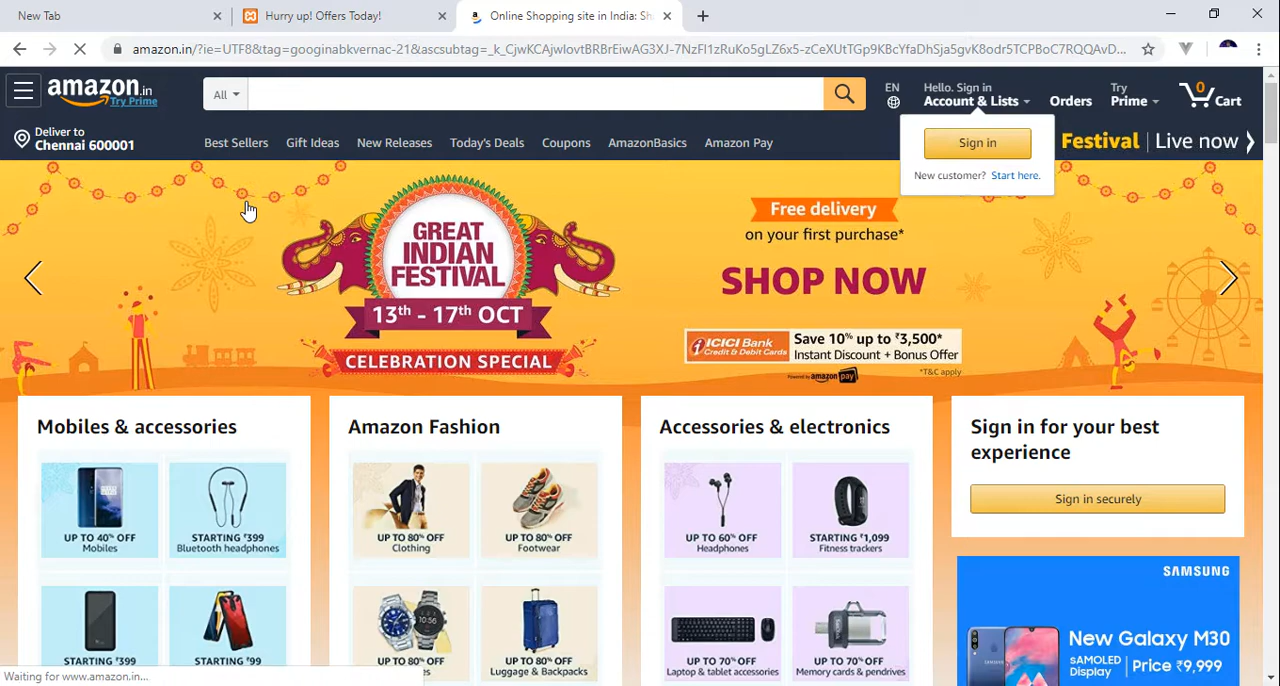 New Tab
Hurry up! Offers Today!
Online Shopping site in India: Sh
amazon.in/?ie=UTF8&tag=googinabkvernac-21&ascsubtag=_k_CjwKCAjwIovtBRBrEiwAG3XJ-7NzFI1zRuKo5gLZ6x5-zCeXUtTGp9KBcYfaDhSja5gvK8odr5TCPBoC7RQQAvD...
amazon.in
Try Prime
All
EN
Hello. Sign in
Account & Lists
Orders
Try
Prime
0
Cart
Deliver to
Chennai 600001
Best Sellers
Gift Ideas
New Releases
Today's Deals
Coupons
AmazonBasics
Amazon Pay
Festival | Live now
Sign in
New customer? Start here.
GREAT
INDIAN
FESTIVAL
13th - 17th OCT
CELEBRATION SPECIAL
Free delivery
on your first purchase*
SHOP NOW
ICICI Bank
Credit & Debit Cards
Save 10% up to ₹3,500*
Instant Discount + Bonus Offer
Powered by amazon pay
*T&C apply
Mobiles & accessories
UP TO 40% OFF
Mobiles
STARTING ₹399
Bluetooth headphones
STARTING ₹399
STARTING ₹99
Amazon Fashion
UP TO 80% OFF
Clothing
UP TO 80% OFF
Footwear
UP TO 80% OFF
UP TO 80% OFF
Luggage & Backpacks
Accessories & electronics
UP TO 60% OFF
Headphones
STARTING ₹1,099
Fitness trackers
UP TO 70% OFF
Laptop & tablet accessories
UP TO 70% OFF
Memory cards & pendrives
Sign in for your best
experience
Sign in securely
SAMSUNG
New Galaxy M30
sAMOLED
Display
Price ₹9,999
Waiting for www.amazon.in...